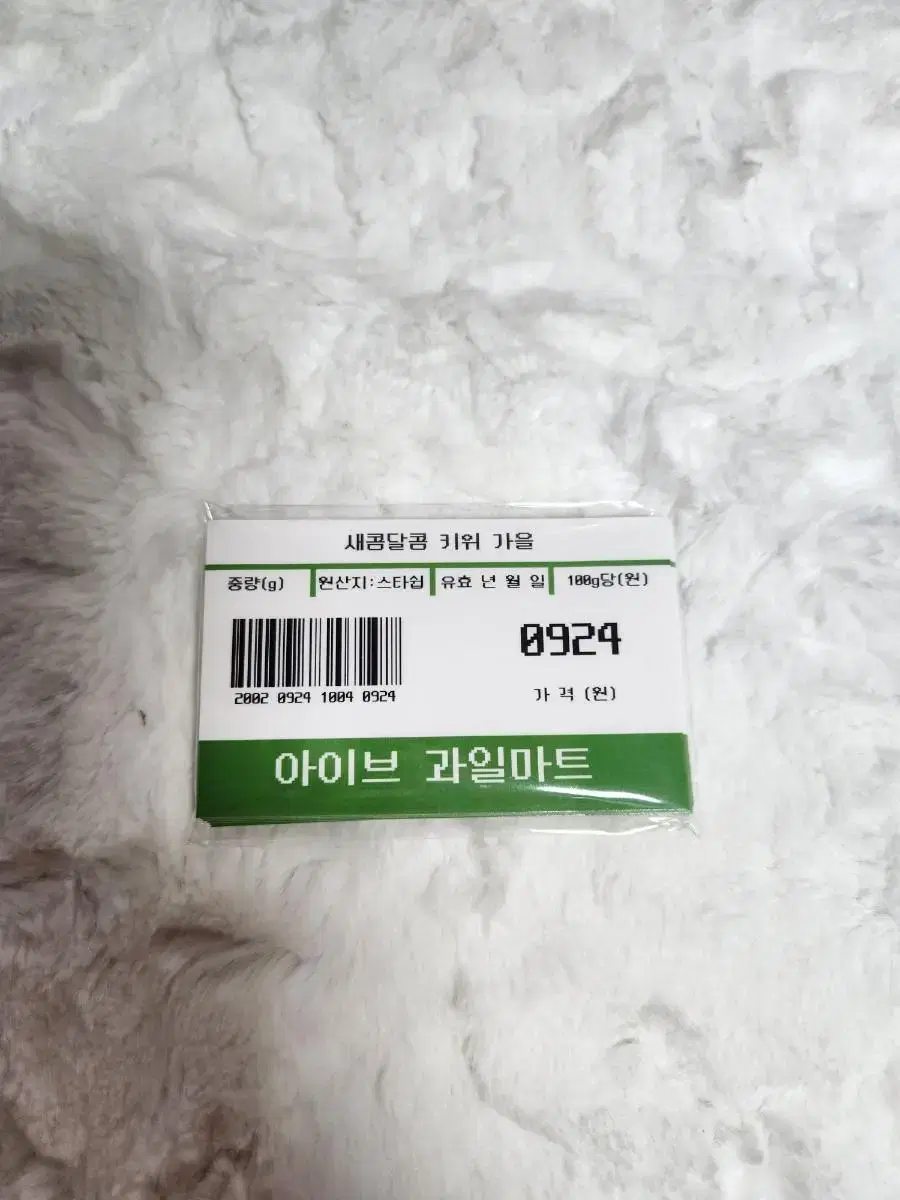 새콤달콤 키위 가을
중량(g) 원산지:스타쉽 유효 년 월 일 100g당(원)
0924
2002 0924 1004 0924
가 격 (원)
아이브 과일마트